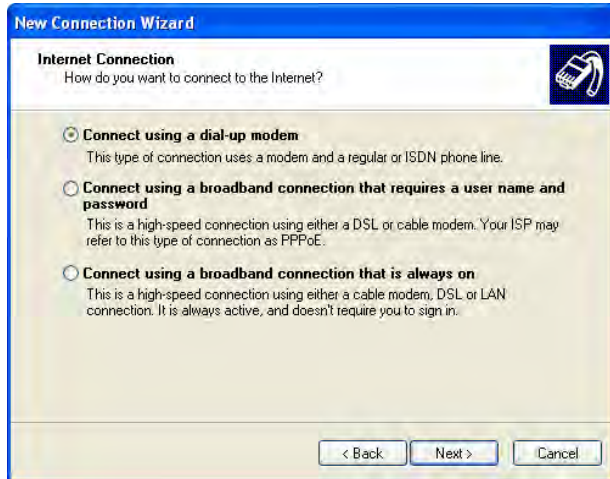 New Connection Wizard
Internet Connection
How do you want to connect to the Internet?
Connect using a dial-up modem
This type of connection uses a modem and a regular or ISDN phone line.
Connect using a broadband connection that requires a user name and
password
This is a high-speed connection using either a DSL or cable modem. Your ISP may
refer to this type of connection as PPPoE.
Connect using a broadband connection that is always on
This is a high-speed connection using either a cable modem, DSL or LAN
connection. It is always active, and doesn't require you to sign in.
< Back Next > Cancel